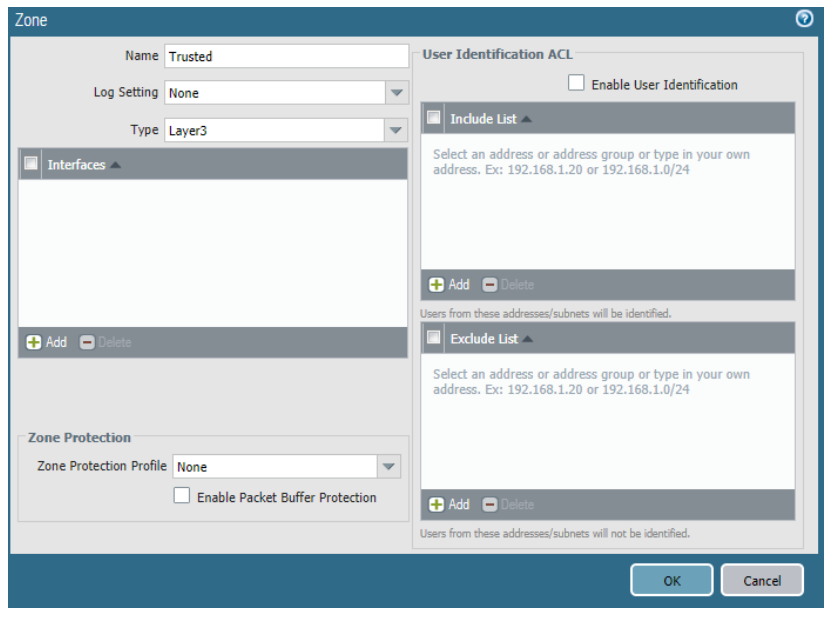 Zone
Name Trusted
Log Setting None
Type Layer3
Interfaces
Add Delete
Zone Protection
Zone Protection Profile None
Enable Packet Buffer Protection
User Identification ACL
Enable User Identification
Include List
Select an address or address group or type in your own
address. Ex: 192.168.1.20 or 192.168.1.0/24
Add Delete
Users from these addresses/subnets will be identified.
Exclude List
Select an address or address group or type in your own
address. Ex: 192.168.1.20 or 192.168.1.0/24
Add Delete
Users from these addresses/subnets will not be identified.
OK Cancel